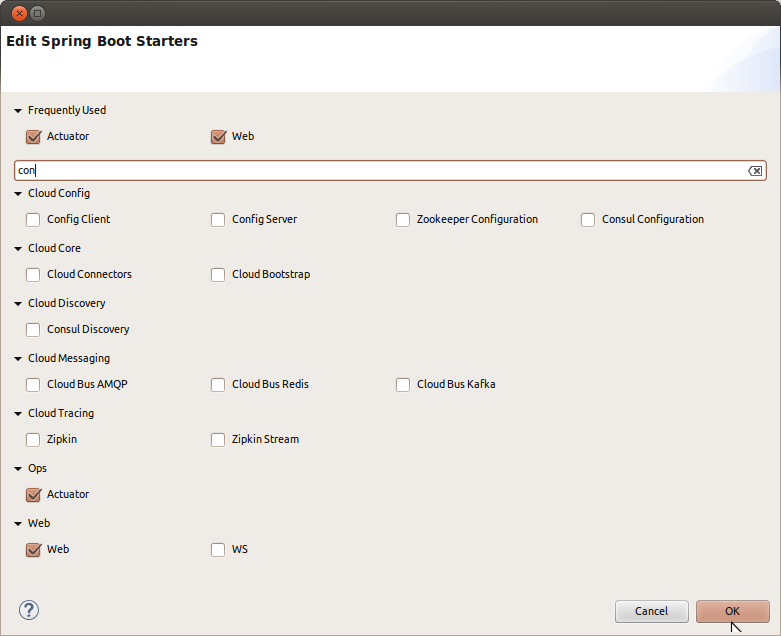 Edit Spring Boot Starters
Frequently Used
Actuator Web
con
Cloud Config
Config Client Config Server Zookeeper Configuration Consul Configuration
Cloud Core
Cloud Connectors Cloud Bootstrap
Cloud Discovery
Consul Discovery
Cloud Messaging
Cloud Bus AMQP Cloud Bus Redis Cloud Bus Kafka
Cloud Tracing
Zipkin Zipkin Stream
Ops
Actuator
Web
Web WS
? Cancel OK